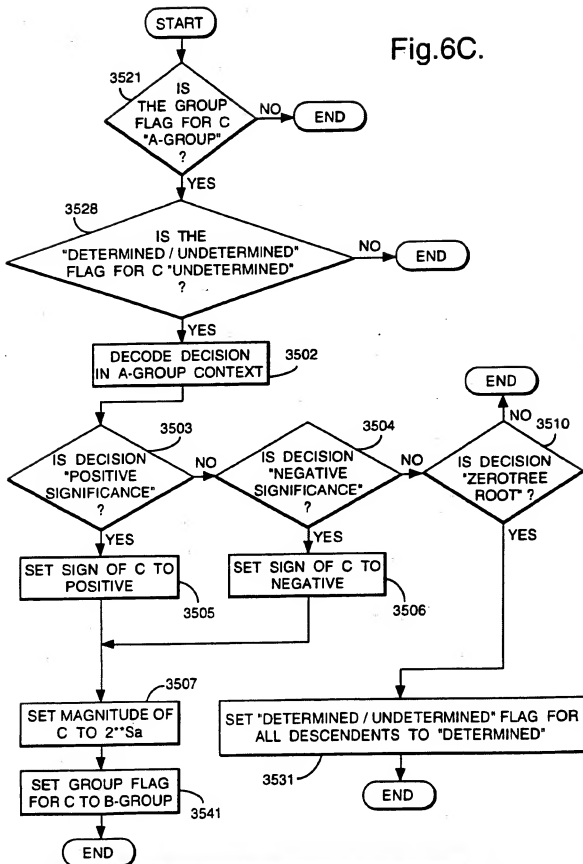 START
Fig.6C.
3521
IS
THE GROUP
FLAG FOR C
"A-GROUP"
?
NO
END
YES
3528
IS THE
"DETERMINED / UNDETERMINED"
FLAG FOR C "UNDETERMINED"
?
NO
END
YES
DECODE DECISION
IN A-GROUP CONTEXT
3502
END
NO
3503
IS DECISION
"POSITIVE
SIGNIFICANCE"
?
NO
3504
IS DECISION
"NEGATIVE
SIGNIFICANCE"
?
NO
3510
IS DECISION
"ZEROTREE
ROOT" ?
YES
YES
YES
SET SIGN OF C TO
POSITIVE
3505
SET SIGN OF C TO
NEGATIVE
3506
3507
SET MAGNITUDE OF
C TO 2**Sa
SET "DETERMINED / UNDETERMINED" FLAG FOR
ALL DESCENDENTS TO "DETERMINED"
3531
SET GROUP FLAG
FOR C TO B-GROUP
3541
END
END